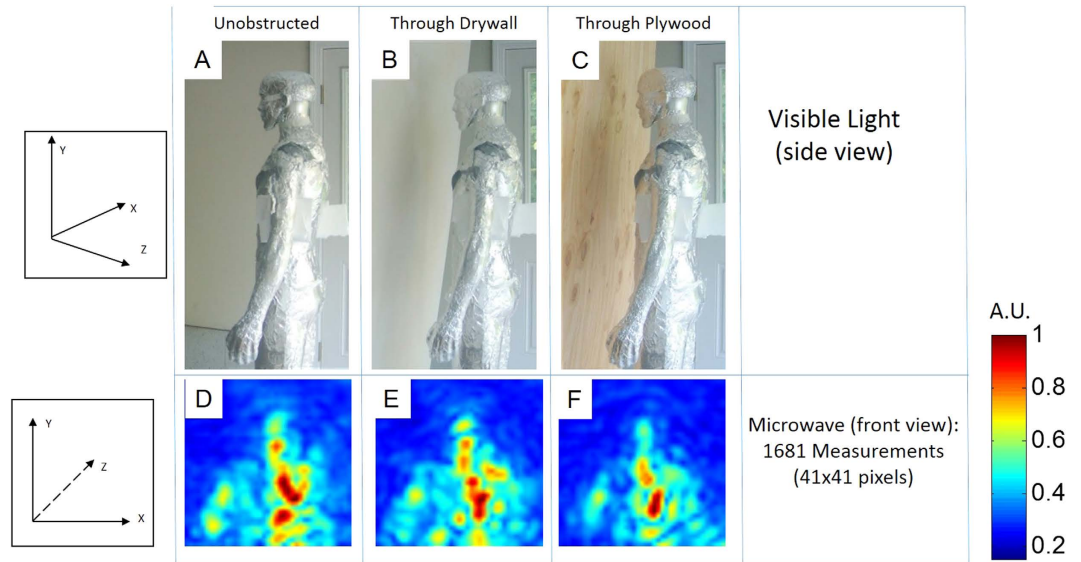 Unobstructed
Through Drywall
Through Plywood
A
B
C
Visible Light
(side view)
Y
X
Z
A.U.
1
0.8
0.6
0.4
0.2
D
E
F
Microwave (front view):
1681 Measurements
(41x41 pixels)
Y
Z
X